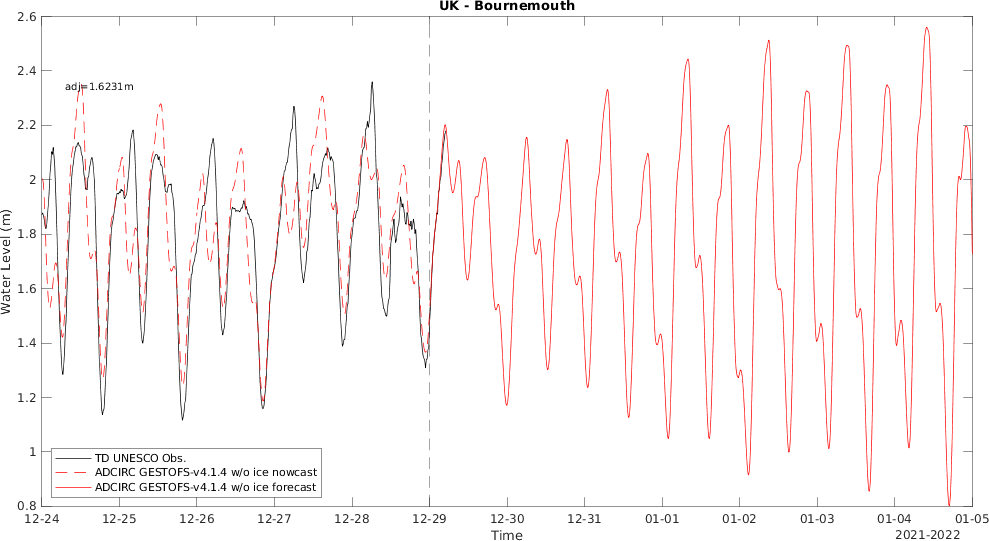 UK - Bournemouth
2.6
2.4
2.2
2
1.8
1.6
1.4
1.2
1
0.8
Water Level (m)
adj=1.6231m
TD UNESCO Obs.
ADCIRC GESTOFS-v4.1.4 w/o ice nowcast
ADCIRC GESTOFS-v4.1.4 w/o ice forecast
12-24 12-25 12-26 12-27 12-28 12-29 12-30 12-31 01-01 01-02 01-03 01-04 01-05
Time
2021-2022